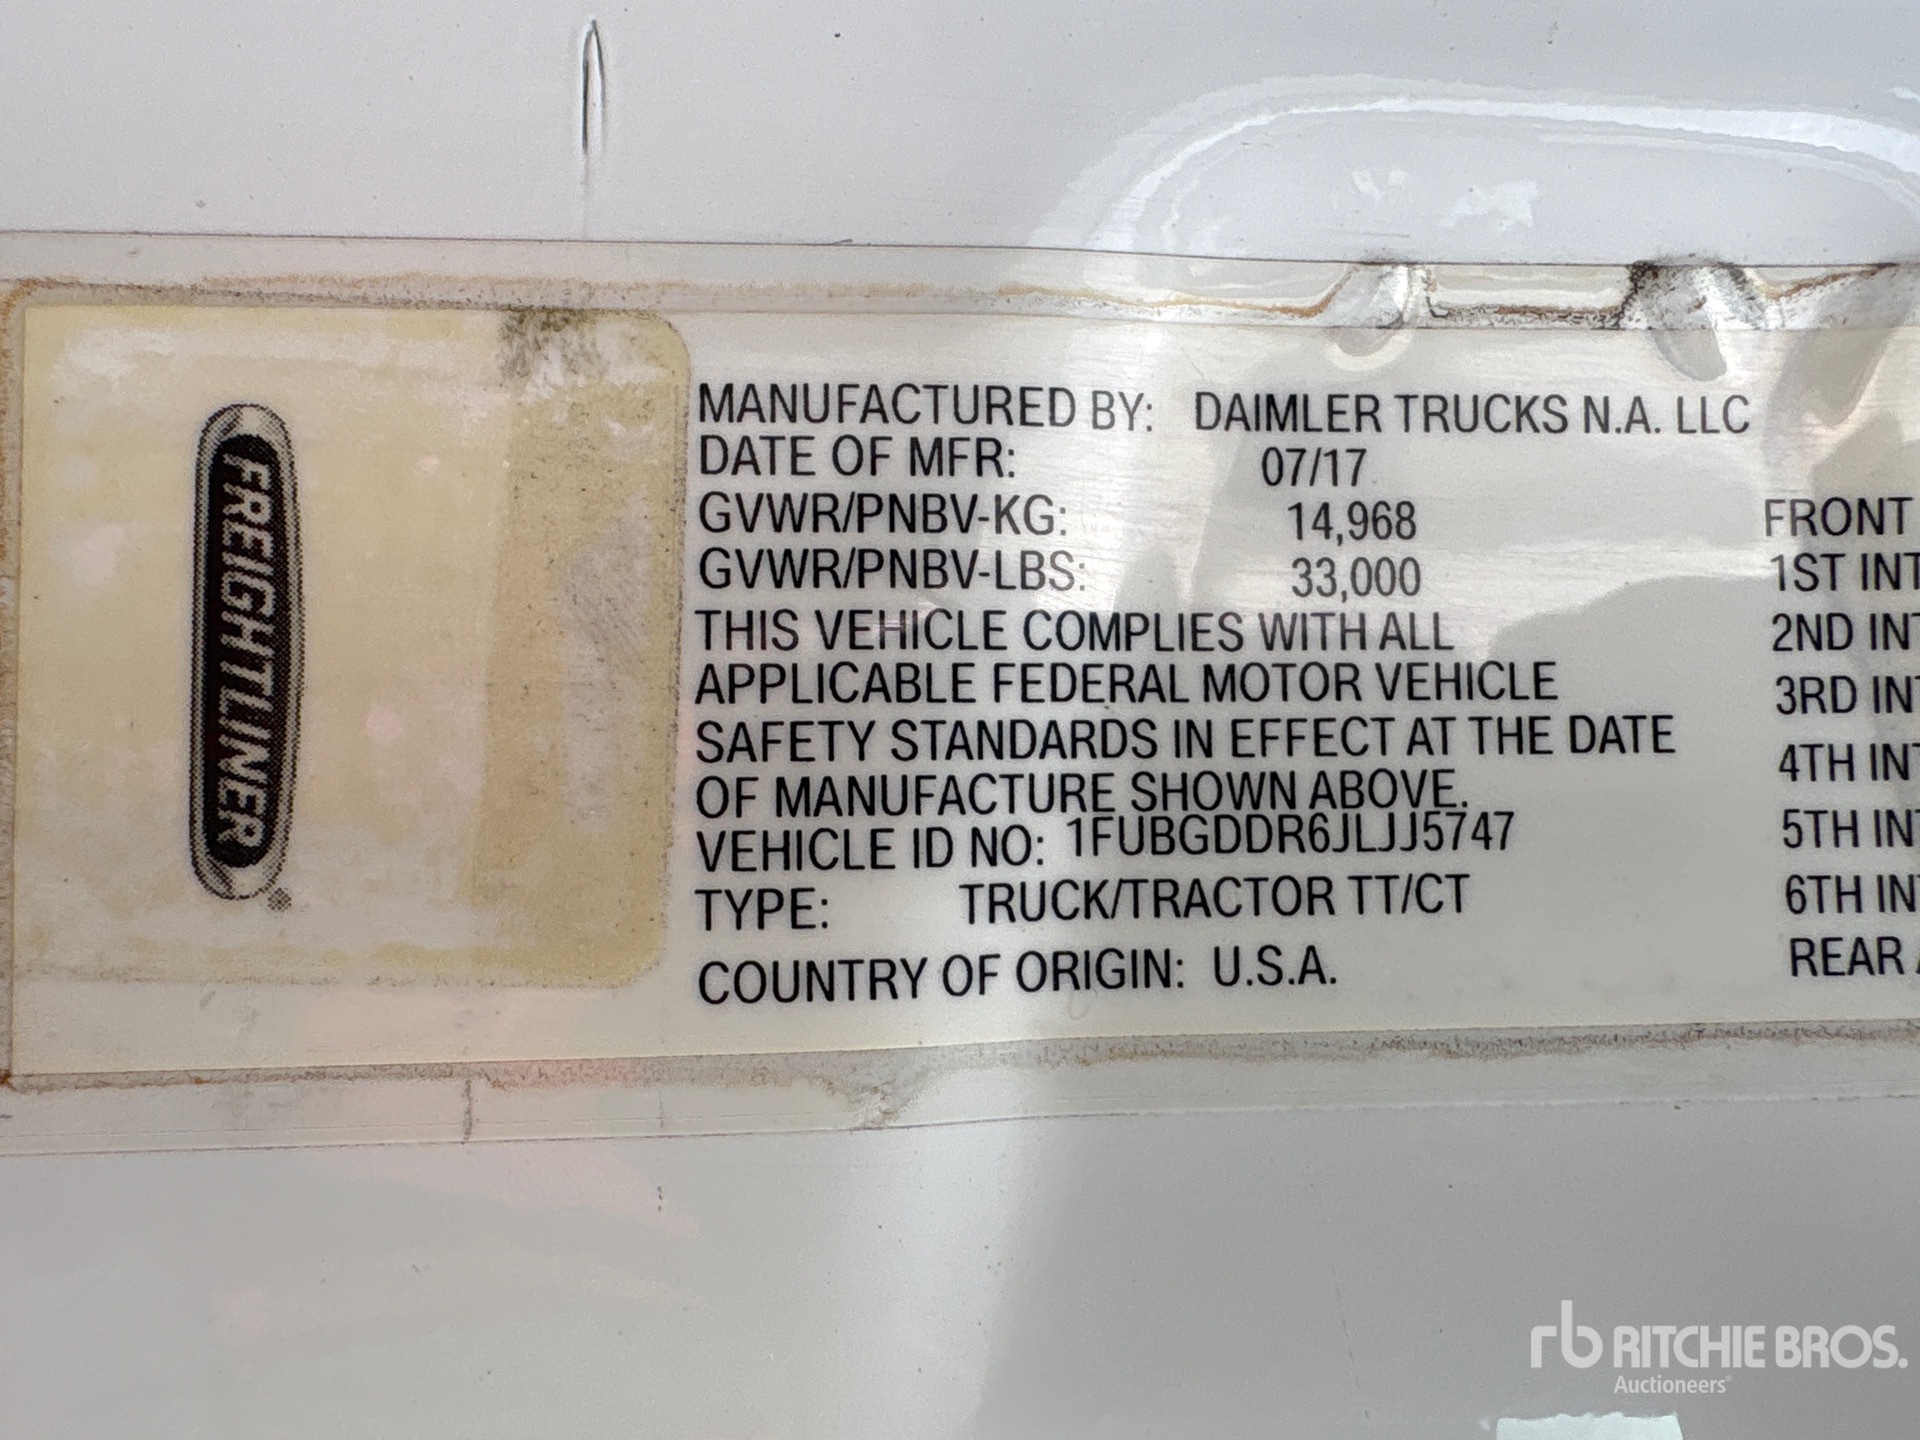 FREIGHTLINER
MANUFACTURED BY: DAIMLER TRUCKS N.A. LLC
DATE OF MFR: 07/17
GVWR/PNBV-KG: 14,968 FRONT
GVWR/PNBV-LBS: 33,000 1ST INT
THIS VEHICLE COMPLIES WITH ALL 2ND INT
APPLICABLE FEDERAL MOTOR VEHICLE 3RD INT
SAFETY STANDARDS IN EFFECT AT THE DATE 4TH INT
OF MANUFACTURE SHOWN ABOVE. 5TH INT
VEHICLE ID NO: 1FUBGDDR6JLJJ5747
TYPE: TRUCK/TRACTOR TT/CT 6TH INT
COUNTRY OF ORIGIN: U.S.A. REAR
rb RITCHIE BROS.
Auctioneers